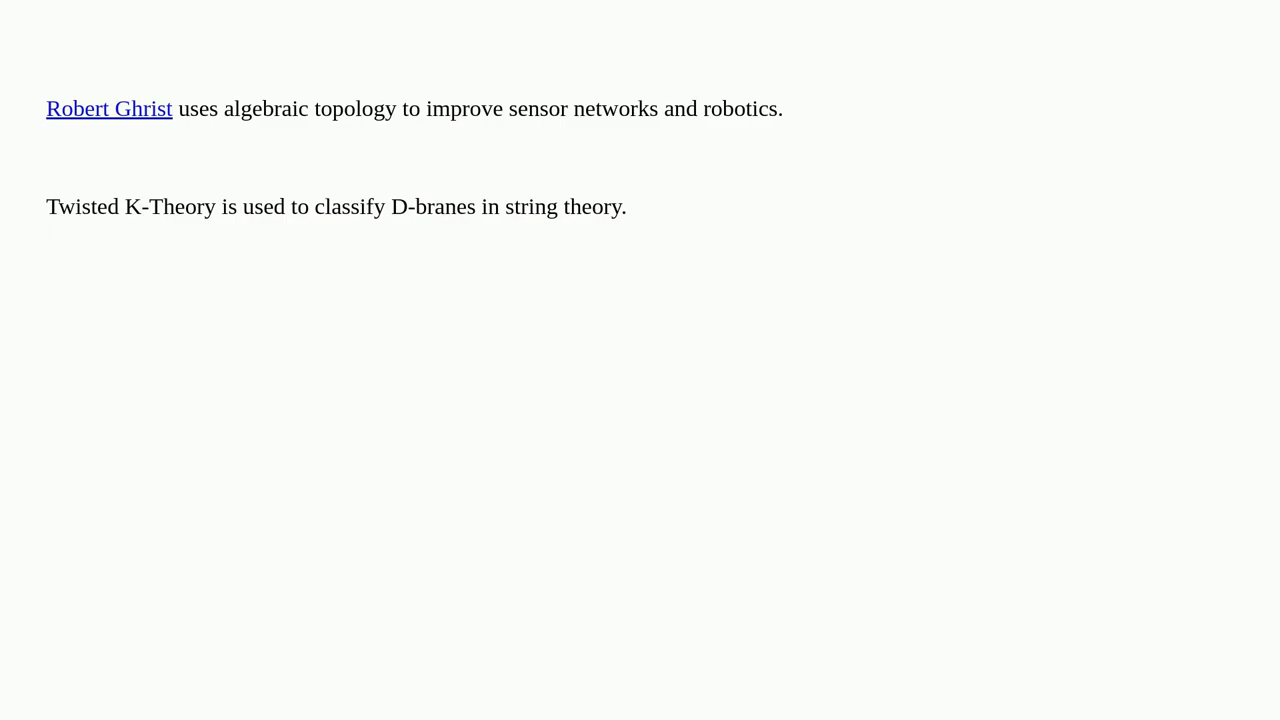 Robert Ghrist uses algebraic topology to improve sensor networks and robotics.
Twisted K-Theory is used to classify D-branes in string theory.